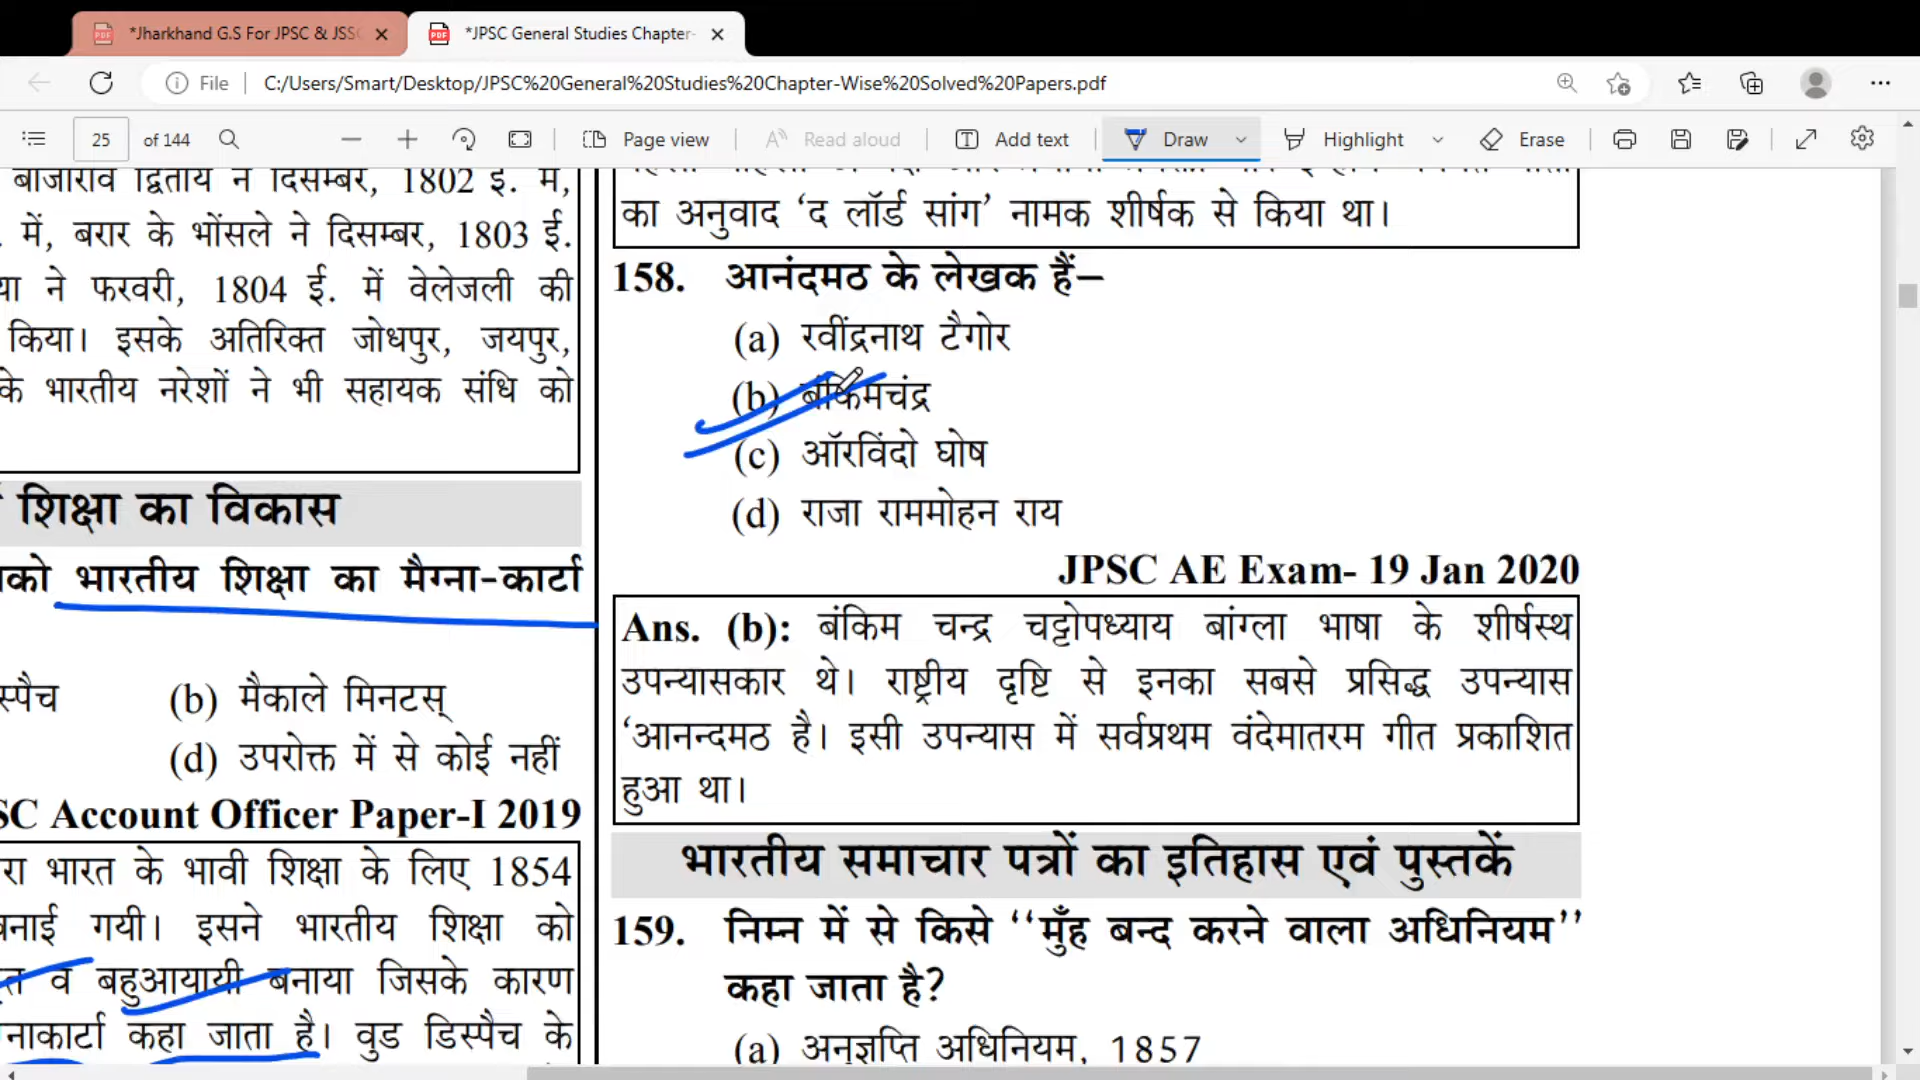 *Jharkhand G.S For JPSC & JSSC
*JPSC General Studies Chapter-
File
C:/Users/Smart/Desktop/JPSC%20General%20Studies%20Chapter-Wise%20Solved%20Papers.pdf
25 of 144
Page view
Read aloud
Add text
Draw
Highlight
Erase
बाजीराव द्वितीय ने दिसम्बर, 1802 ई. में,
में, बरार के भोंसले ने दिसम्बर, 1803 ई.
ने फरवरी, 1804 ई. में वेलेजली की
किया। इसके अतिरिक्त जोधपुर, जयपुर,
के भारतीय नरेशों ने भी सहायक संधि को
शिक्षा का विकास
भारतीय शिक्षा का मैग्ना-कार्टा
(b) मैकाले मिनटस्
(d) उपरोक्त में से कोई नहीं
SC Account Officer Paper-I 2019
भारत के भावी शिक्षा के लिए 1854
गयी। इसने भारतीय शिक्षा को
व बहुआयायी बनाया जिसके कारण
कहा जाता है। वुड डिस्पैच के
का अनुवाद ‘द लॉर्ड सांग’ नामक शीर्षक से किया था।
158. आनंदमठ के लेखक हैं–
(a) रवींद्रनाथ टैगोर
(b) बंकिमचंद्र
(c) ऑरविंदो घोष
(d) राजा राममोहन राय
JPSC AE Exam- 19 Jan 2020
Ans. (b): बंकिम चन्द्र चट्टोपध्याय बांग्ला भाषा के शीर्षस्थ
उपन्यासकार थे। राष्ट्रीय दृष्टि से इनका सबसे प्रसिद्ध उपन्यास
‘आनन्दमठ है। इसी उपन्यास में सर्वप्रथम वंदेमातरम गीत प्रकाशित
हुआ था।
भारतीय समाचार पत्रों का इतिहास एवं पुस्तकें
159. निम्न में से किसे ‘‘मुँह बन्द करने वाला अधिनियम’’
कहा जाता है?
(a) अनुज्ञप्ति अधिनियम, 1857